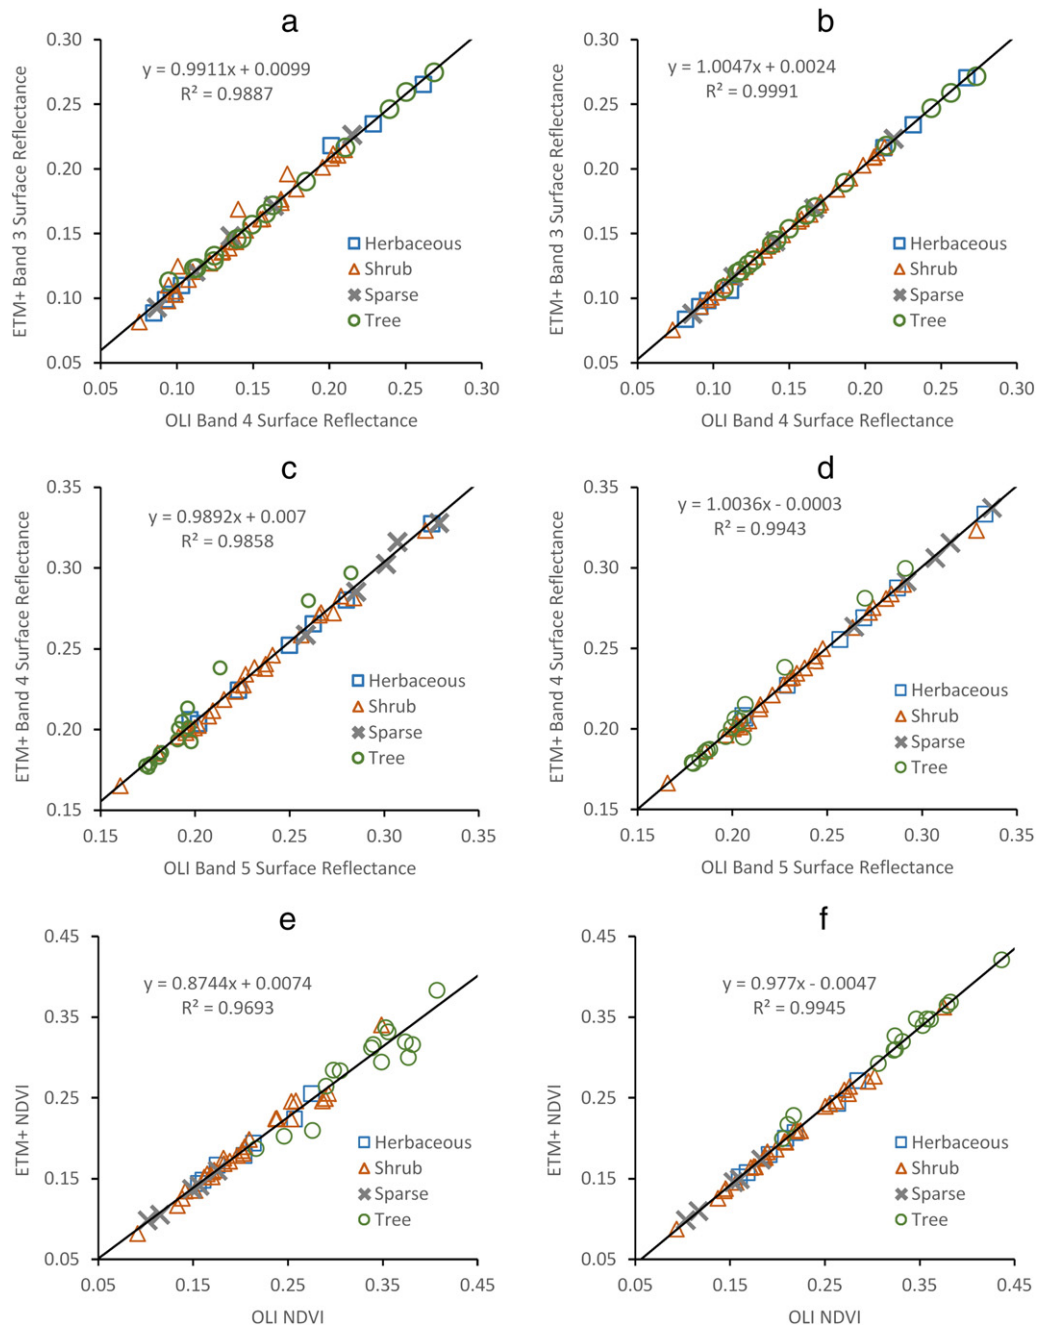 a
0.30
0.25
0.20
0.15
0.10
0.05
ETM+ Band 3 Surface Reflectance
y = 0.9911x + 0.0099
R² = 0.9887
Herbaceous
Shrub
Sparse
Tree
0.05 0.10 0.15 0.20 0.25 0.30
OLI Band 4 Surface Reflectance
b
0.30
0.25
0.20
0.15
0.10
0.05
ETM+ Band 3 Surface Reflectance
y = 1.0047x + 0.0024
R² = 0.9991
Herbaceous
Shrub
Sparse
Tree
0.05 0.10 0.15 0.20 0.25 0.30
OLI Band 4 Surface Reflectance
c
0.35
0.30
0.25
0.20
0.15
ETM+ Band 4 Surface Reflectance
y = 0.9892x + 0.007
R² = 0.9858
Herbaceous
Shrub
Sparse
Tree
0.15 0.20 0.25 0.30 0.35
OLI Band 5 Surface Reflectance
d
0.35
0.30
0.25
0.20
0.15
ETM+ Band 4 Surface Reflectance
y = 1.0036x - 0.0003
R² = 0.9943
Herbaceous
Shrub
Sparse
Tree
0.15 0.20 0.25 0.30 0.35
OLI Band 5 Surface Reflectance
e
0.45
0.35
0.25
0.15
0.05
ETM+ NDVI
y = 0.8744x + 0.0074
R² = 0.9693
Herbaceous
Shrub
Sparse
Tree
0.05 0.15 0.25 0.35 0.45
OLI NDVI
f
0.45
0.35
0.25
0.15
0.05
ETM+ NDVI
y = 0.977x - 0.0047
R² = 0.9945
Herbaceous
Shrub
Sparse
Tree
0.05 0.15 0.25 0.35 0.45
OLI NDVI